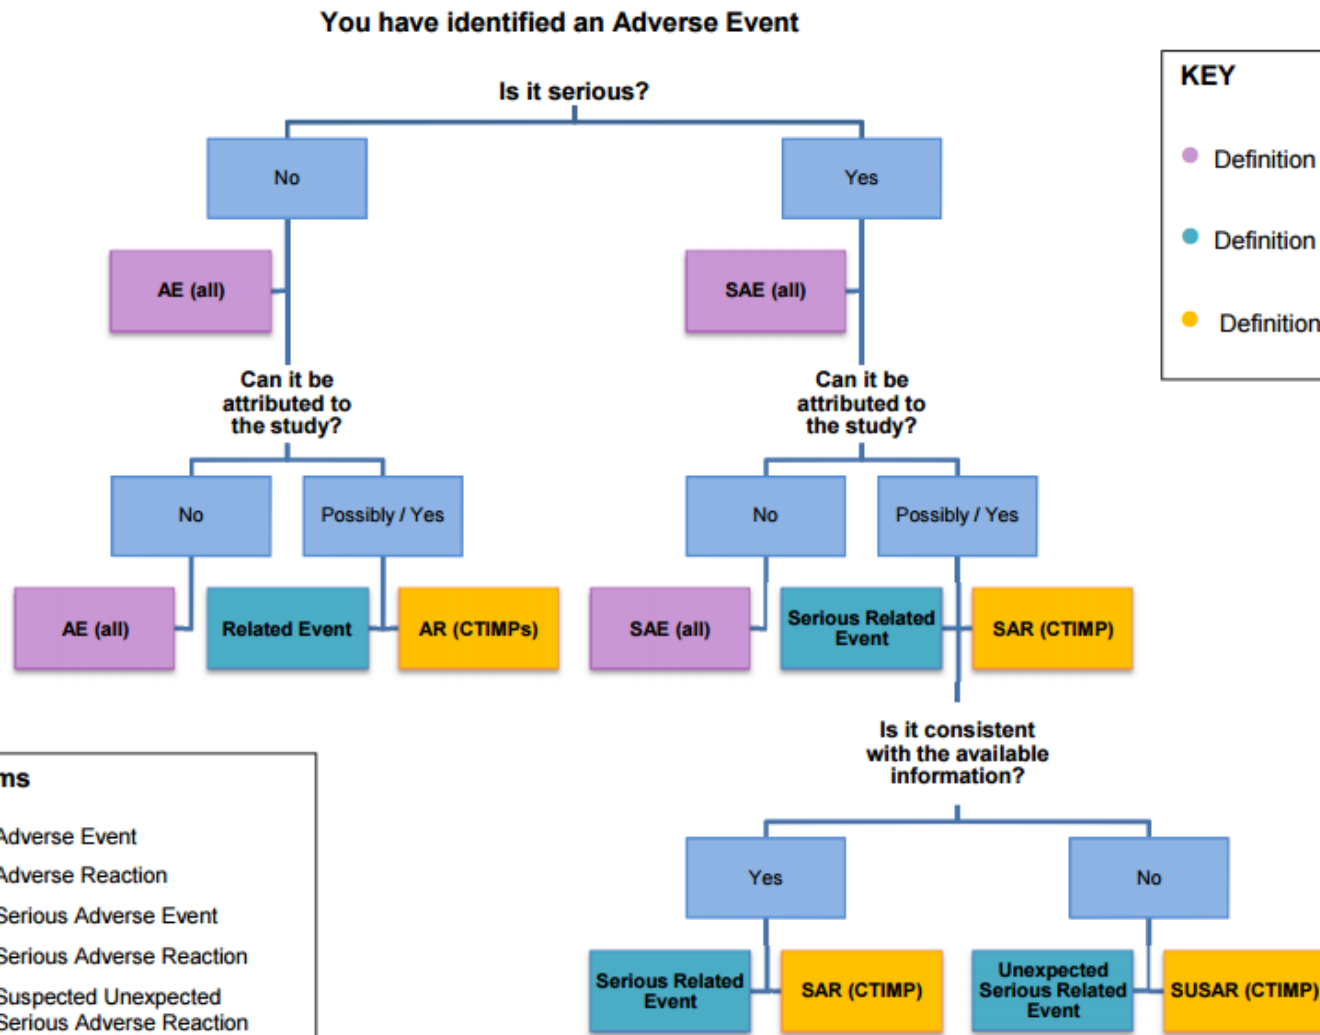 You have identified an Adverse Event
Is it serious?
KEY
Definition
Definition
Definition
No
Yes
AE (all)
SAE (all)
Can it be
attributed to
the study?
Can it be
attributed to
the study?
No
Possibly / Yes
No
Possibly / Yes
AE (all)
Related Event
AR (CTIMPs)
SAE (all)
Serious Related
Event
SAR (CTIMP)
Is it consistent
with the available
information?
ms
Adverse Event
Adverse Reaction
Serious Adverse Event
Serious Adverse Reaction
Suspected Unexpected
Serious Adverse Reaction
Yes
No
Serious Related
Event
SAR (CTIMP)
Unexpected
Serious Related
Event
SUSAR (CTIMP)